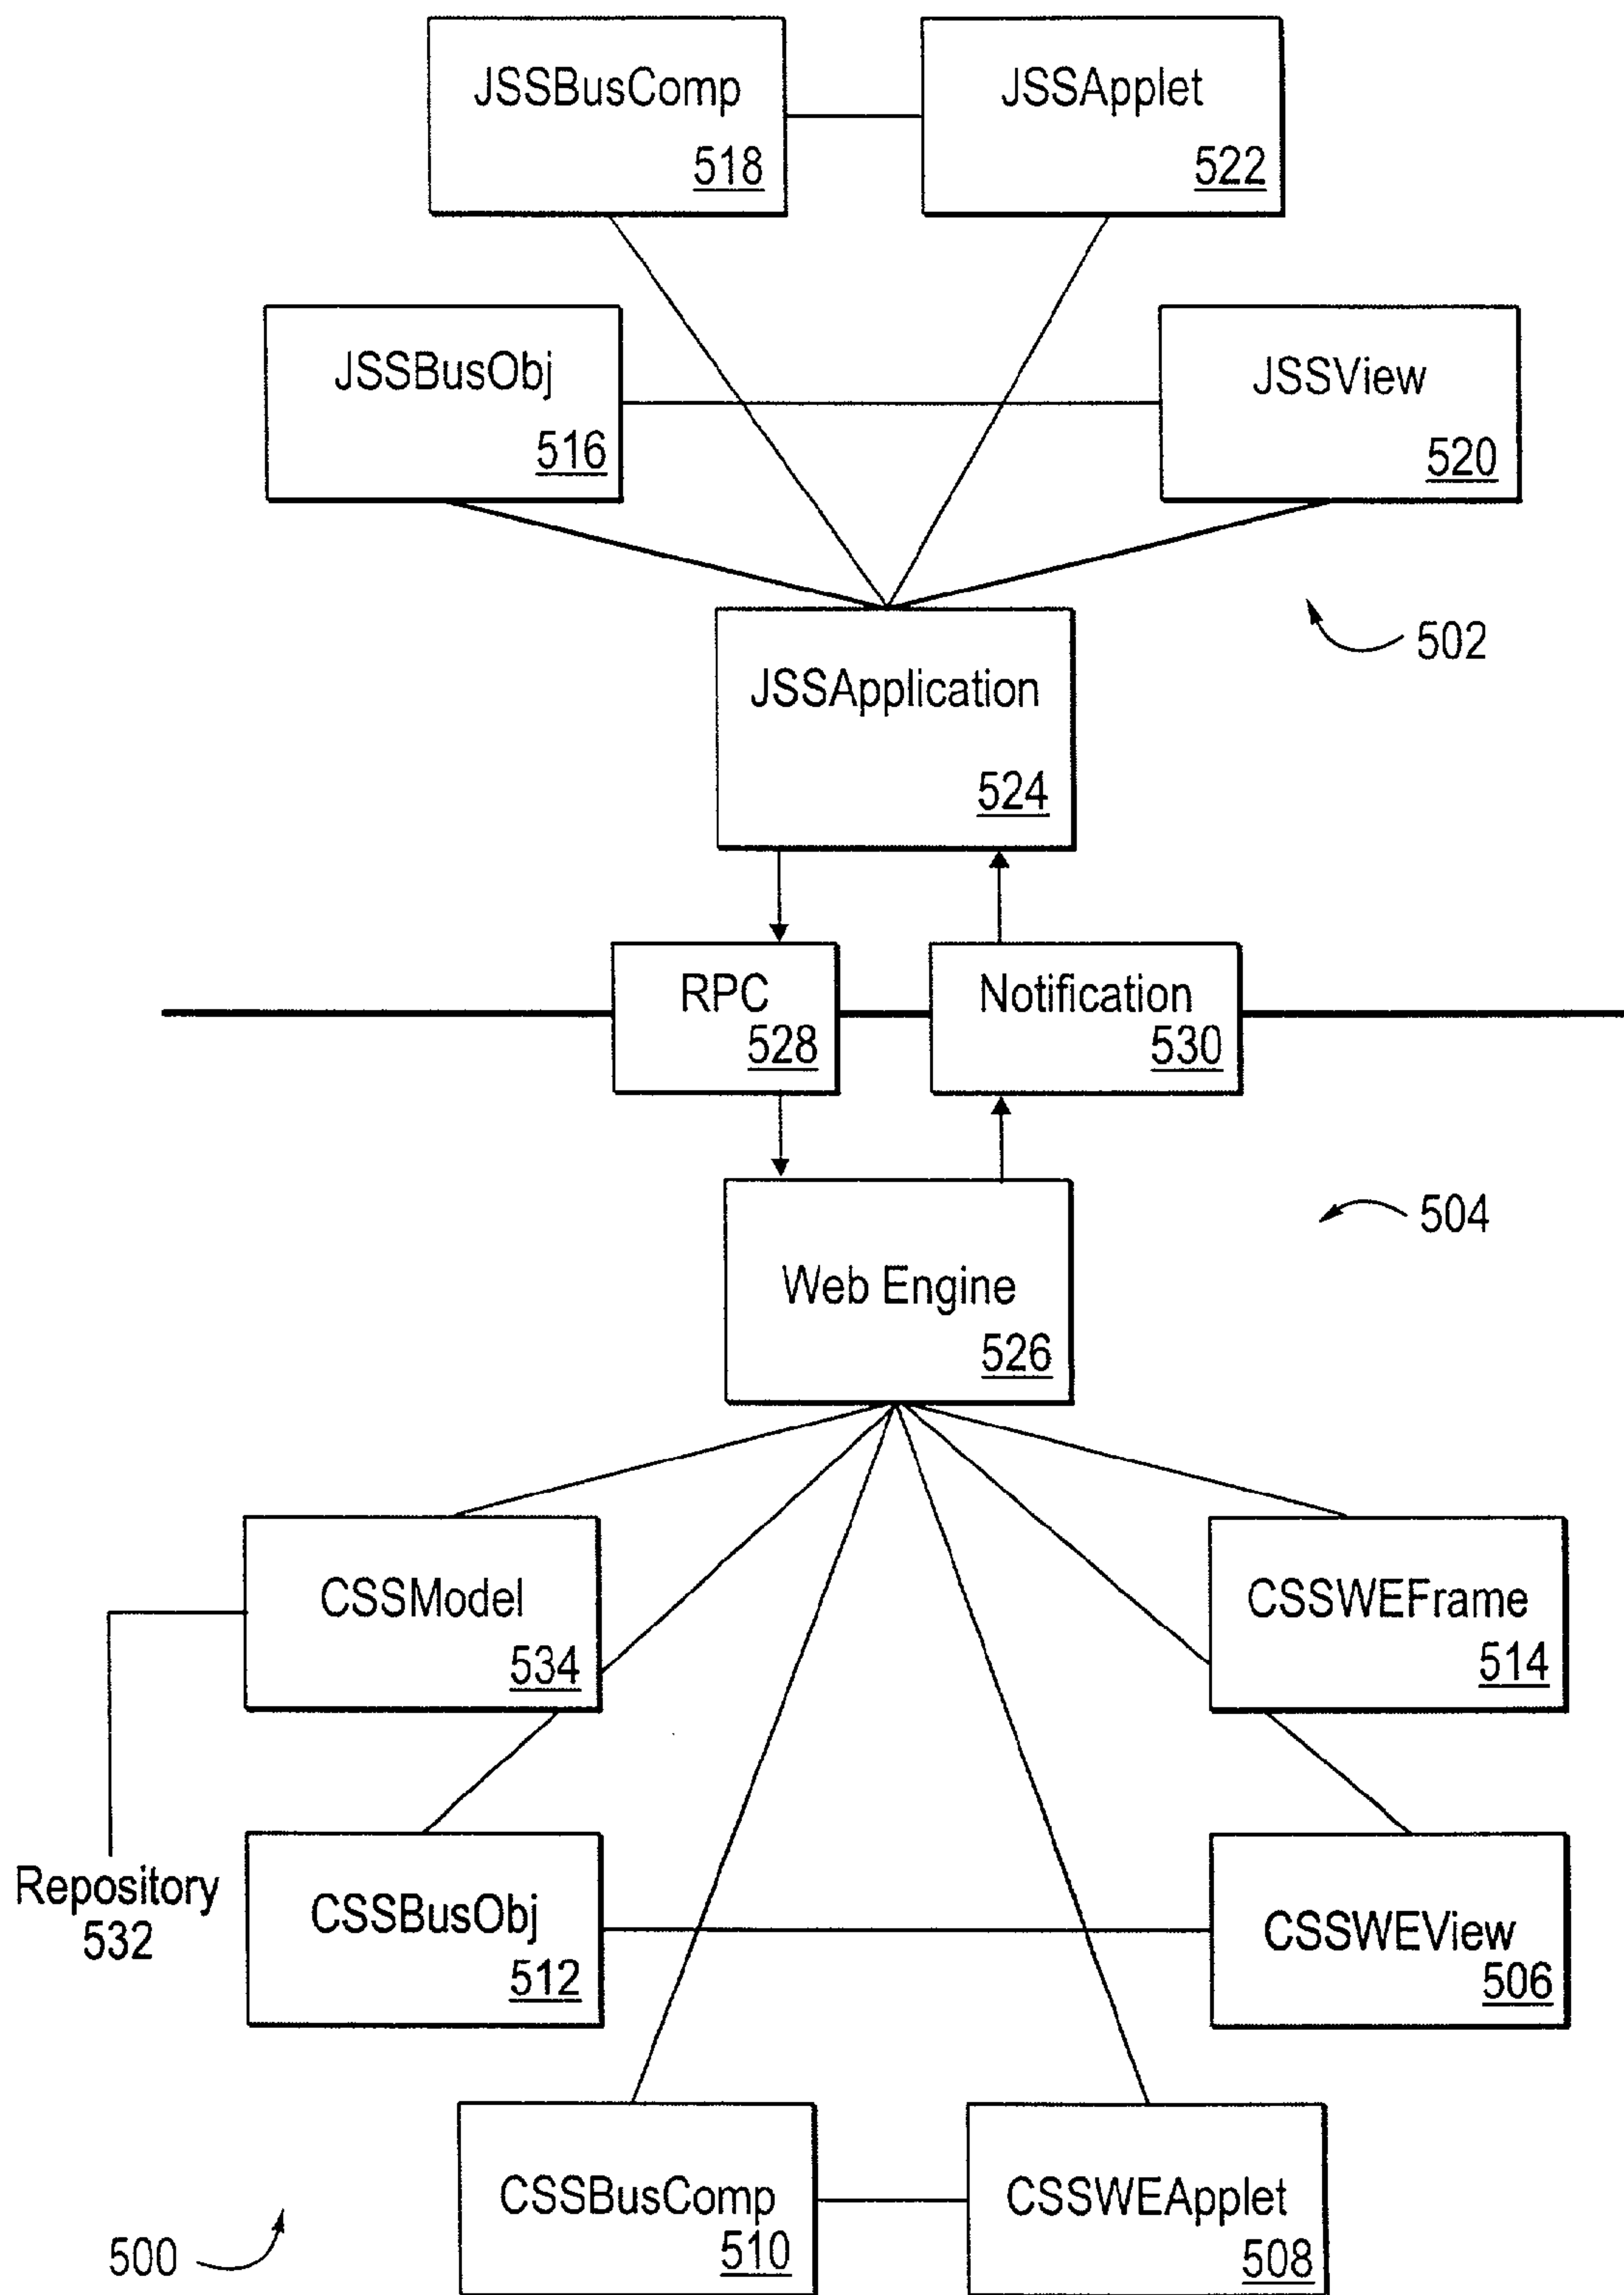 JSSBusComp
518
JSSApplet
522
JSSBusObj
516
JSSView
520
502
JSSApplication
524
RPC
528
Notification
530
504
Web Engine
526
CSSModel
534
CSSWEFrame
514
Repository
532
CSSBusObj
512
CSSWEView
506
CSSBusComp
510
CSSWEApplet
508
500